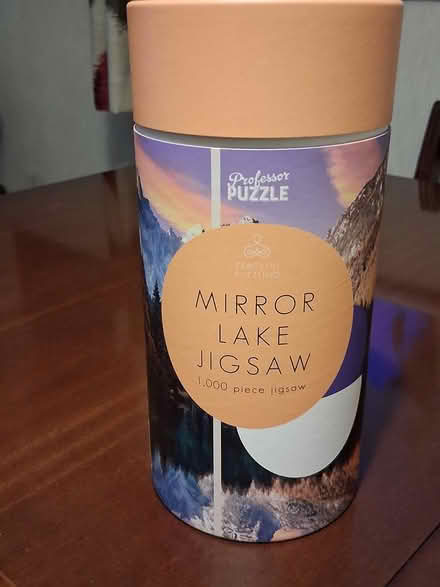 Professor
PUZZLE
MIRROR
LAKE
JIGSAW
1,000 piece jigsaw